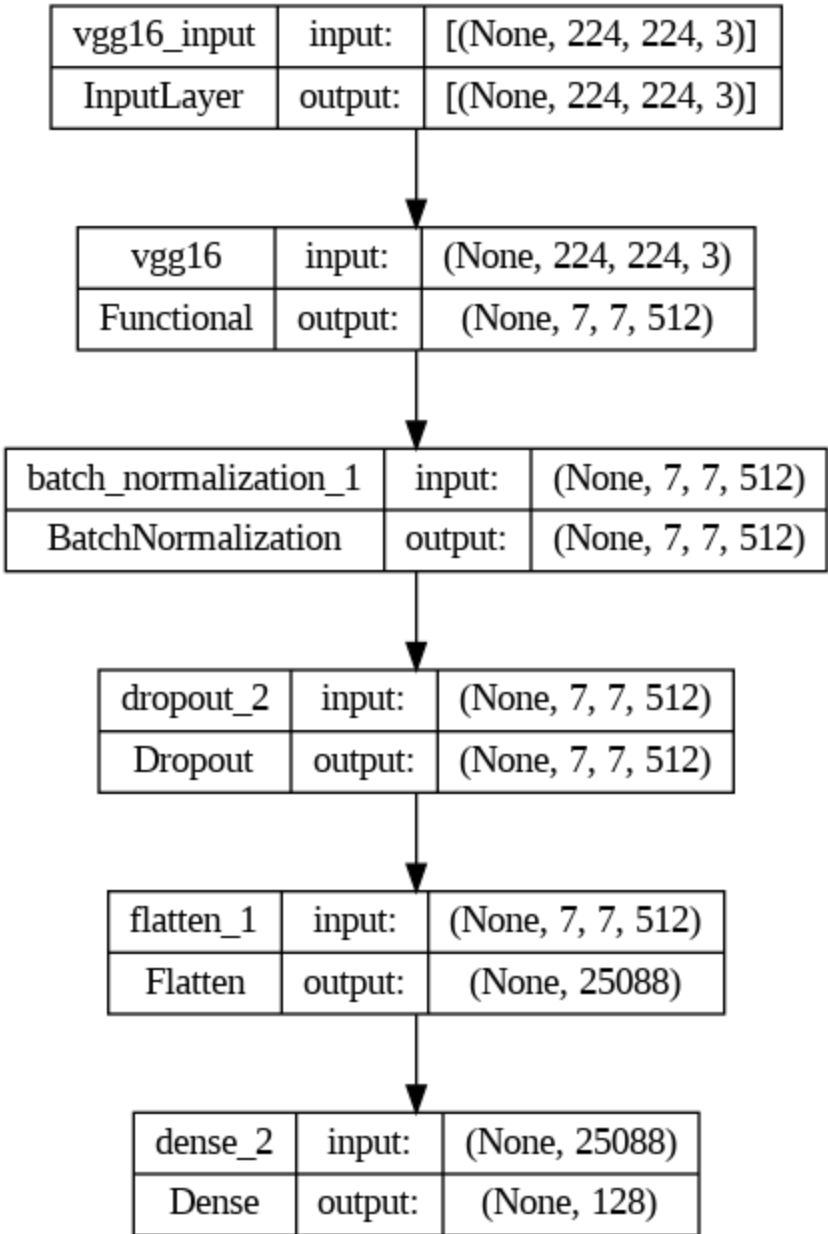 vgg16_input input: [(None, 224, 224, 3)]
InputLayer output: [(None, 224, 224, 3)]
vgg16 input: (None, 224, 224, 3)
Functional output: (None, 7, 7, 512)
batch_normalization_1 input: (None, 7, 7, 512)
BatchNormalization output: (None, 7, 7, 512)
dropout_2 input: (None, 7, 7, 512)
Dropout output: (None, 7, 7, 512)
flatten_1 input: (None, 7, 7, 512)
Flatten output: (None, 25088)
dense_2 input: (None, 25088)
Dense output: (None, 128)